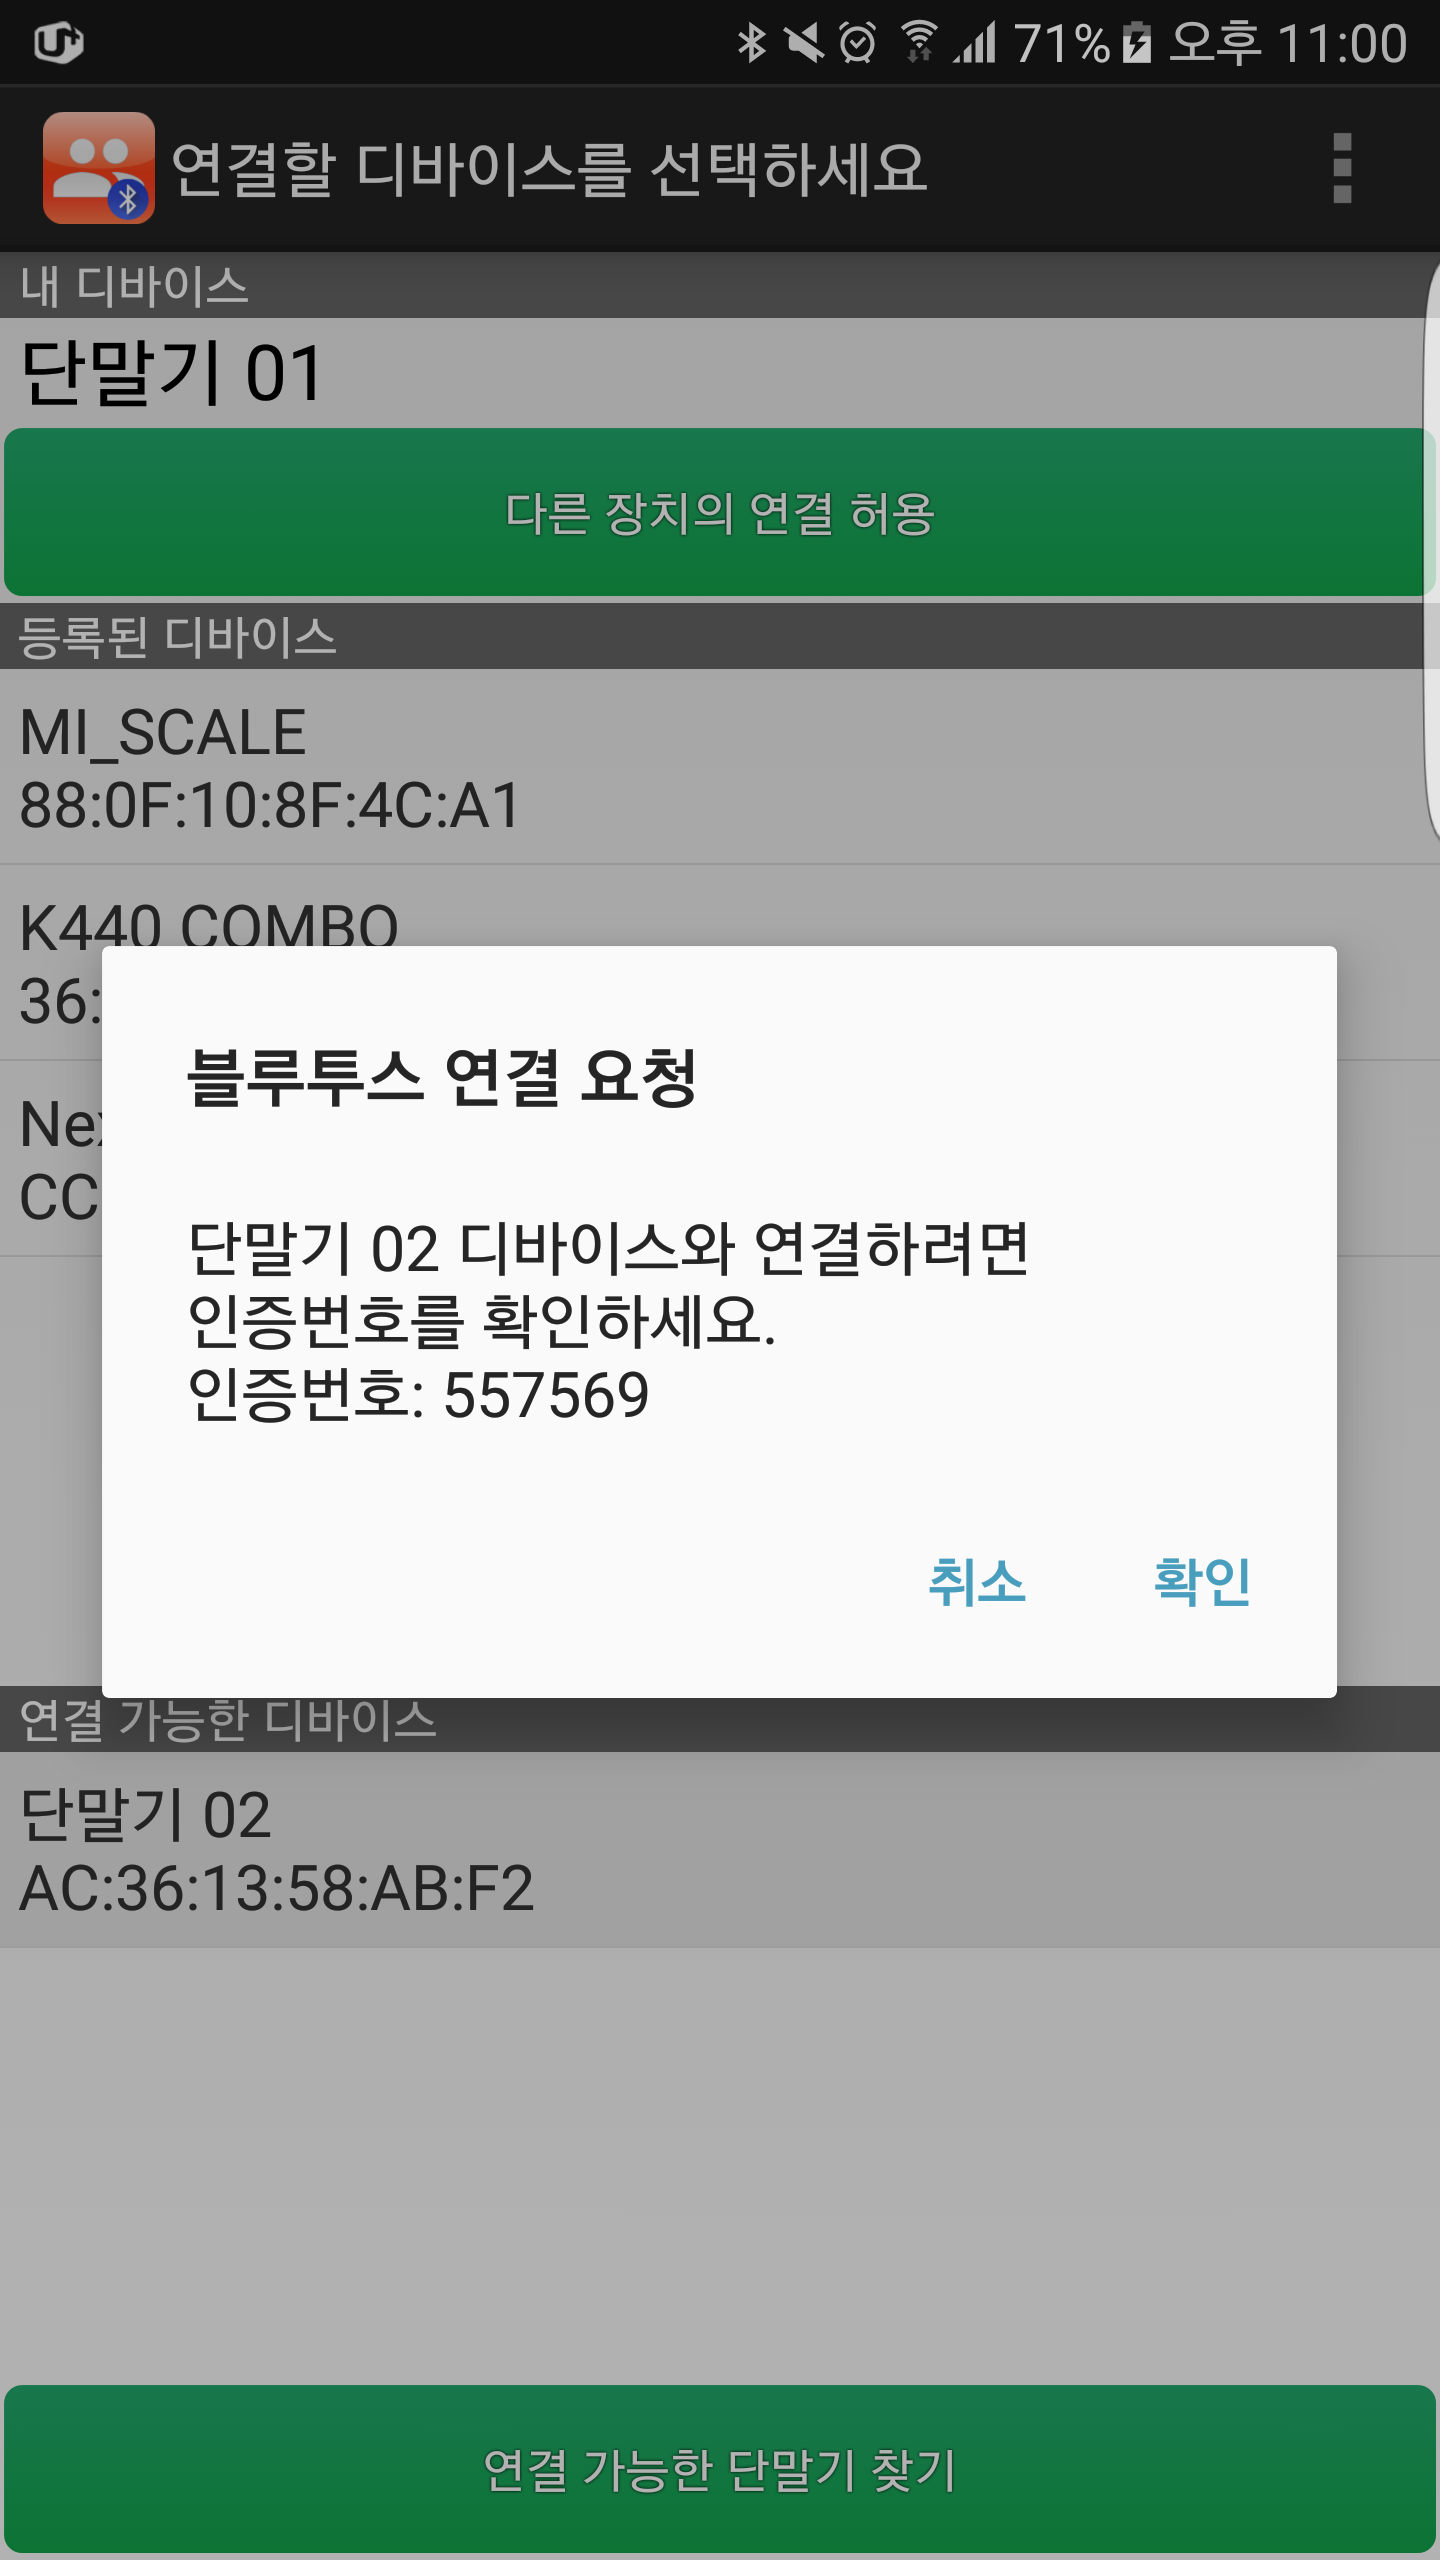 U+ 71% 오후 11:00
연결할 디바이스를 선택하세요
내 디바이스
단말기 01
다른 장치의 연결 허용
등록된 디바이스
MI_SCALE
88:0F:10:8F:4C:A1
K440 COMBO
36:
블루투스 연결 요청
단말기 02 디바이스와 연결하려면
인증번호를 확인하세요.
인증번호: 557569
취소 확인
연결 가능한 디바이스
단말기 02
AC:36:13:58:AB:F2
연결 가능한 단말기 찾기